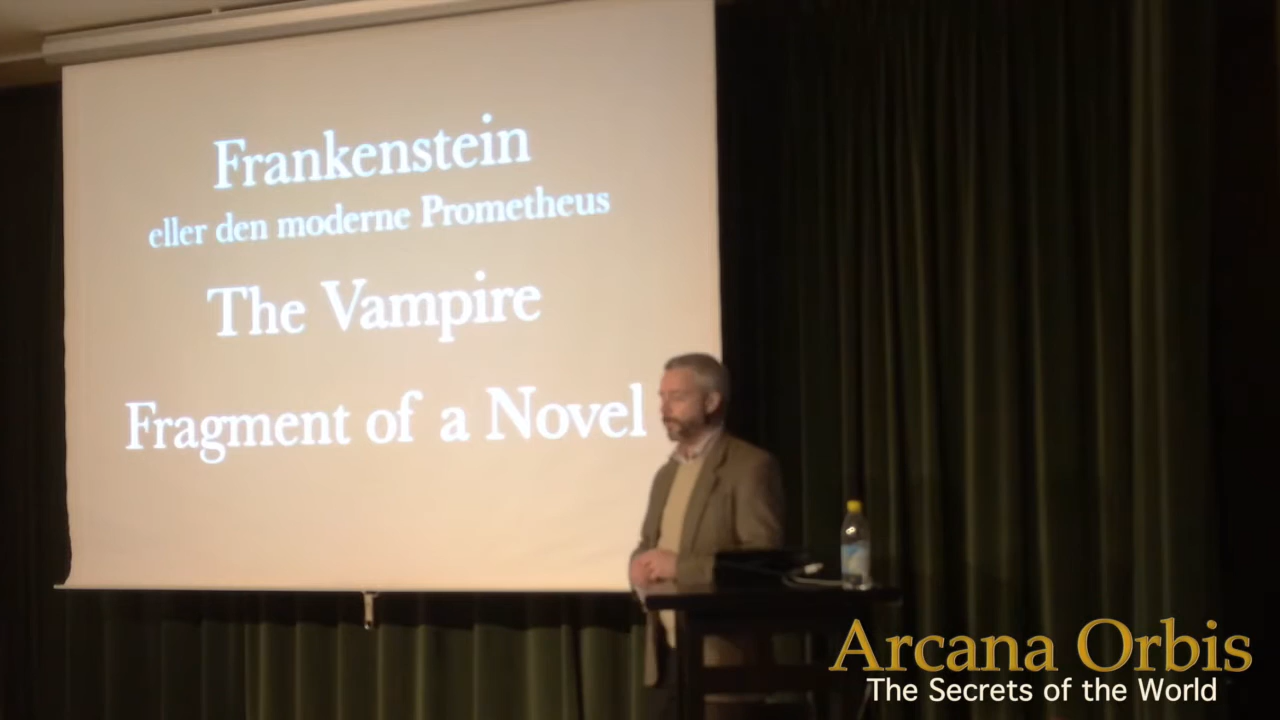 Frankenstein
eller den moderne Prometheus
The Vampire
Fragment of a Novel
Arcana Orbis
The Secrets of the World